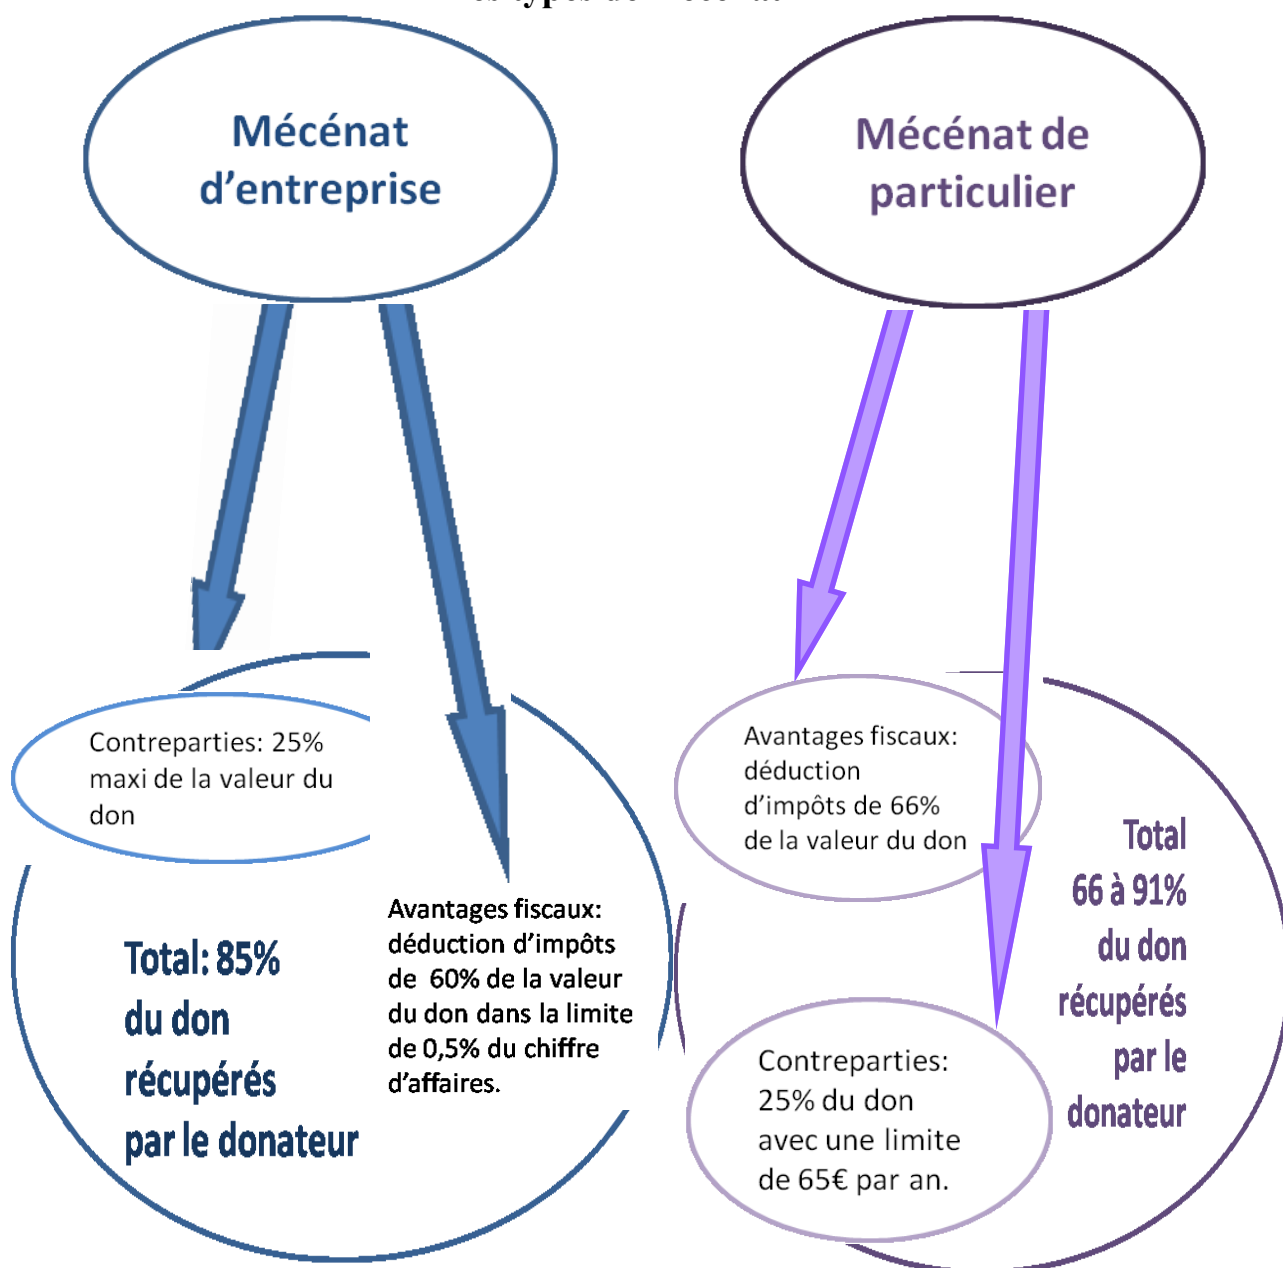 types de
Mécénat
d'entreprise
Mécénat de
particulier
Contreparties: 25%
maxi de la valeur du
don
Avantages fiscaux:
déduction d'impôts
de 60% de la valeur
du don dans la limite
de 0,5% du chiffre
d'affaires.
Total: 85%
du don
récupérés
par le donateur
Avantages fiscaux:
déduction
d'impôts de 66%
de la valeur du don
Total
66 à 91%
du don
récupérés
par le
donateur
Contreparties:
25% du don
avec une limite
de 65€ par an.